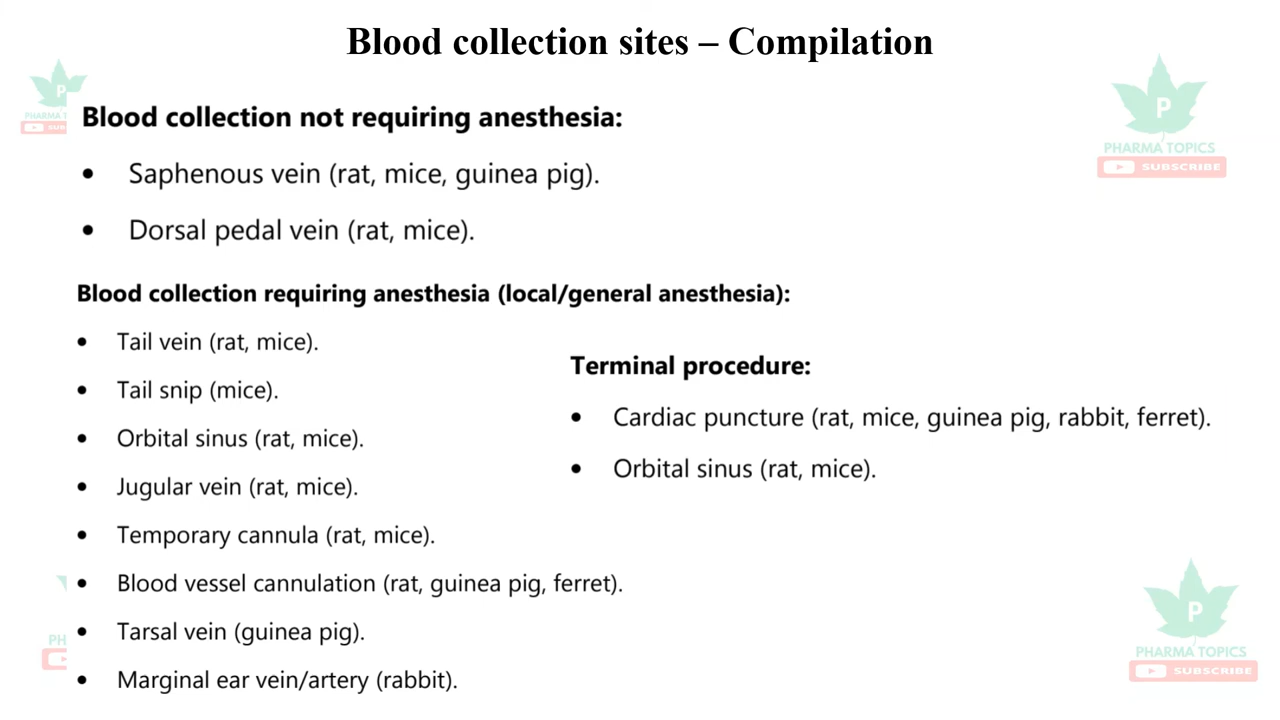 Blood collection sites – Compilation
P
PHARMA T
SUB
P
PHARMA TOPICS
SUBSCRIBE
Blood collection not requiring anesthesia:
• Saphenous vein (rat, mice, guinea pig).
• Dorsal pedal vein (rat, mice).
Blood collection requiring anesthesia (local/general anesthesia):
• Tail vein (rat, mice).
• Tail snip (mice).
• Orbital sinus (rat, mice).
• Jugular vein (rat, mice).
• Temporary cannula (rat, mice).
• Blood vessel cannulation (rat, guinea pig, ferret).
• Tarsal vein (guinea pig).
• Marginal ear vein/artery (rabbit).
Terminal procedure:
• Cardiac puncture (rat, mice, guinea pig, rabbit, ferret).
• Orbital sinus (rat, mice).
PH
P
PHARMA TOPICS
SUBSCRIBE